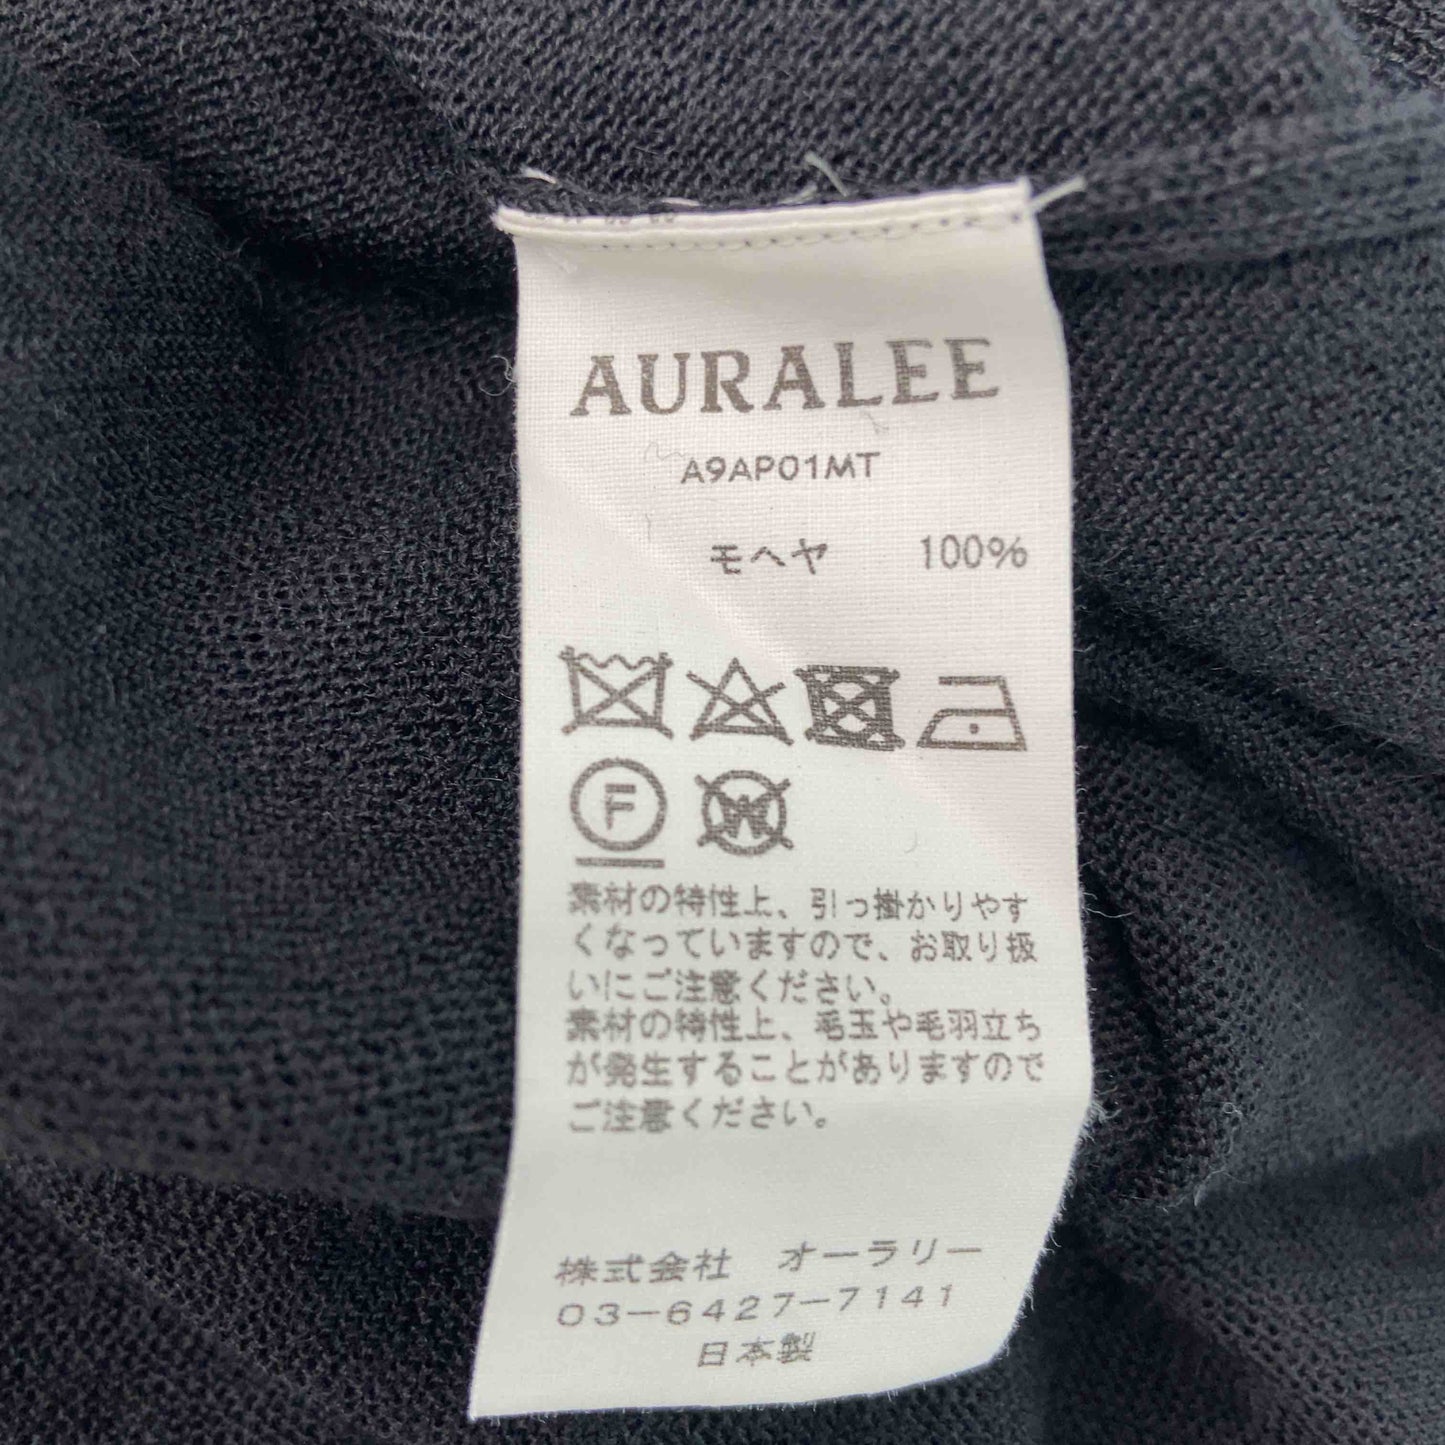 AURALEE
A9AP01MT
モヘヤ 100%
F
W
素材の特性上、引っ掛かりやす
くなっていますので、お取り扱
いにご注意ください。
素材の特性上、毛玉や毛羽立ち
が発生することがありますので
ご注意ください。
株式会社 オーラリー
03-6427-7141
日本製